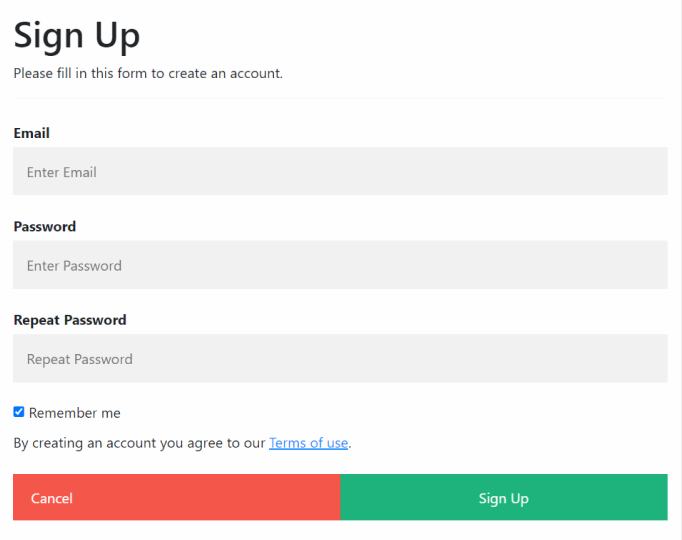 Sign Up
Please fill in this form to create an account.
Email
Enter Email
Password
Enter Password
Repeat Password
Repeat Password
Remember me
By creating an account you agree to our Terms of use.
Cancel Sign Up